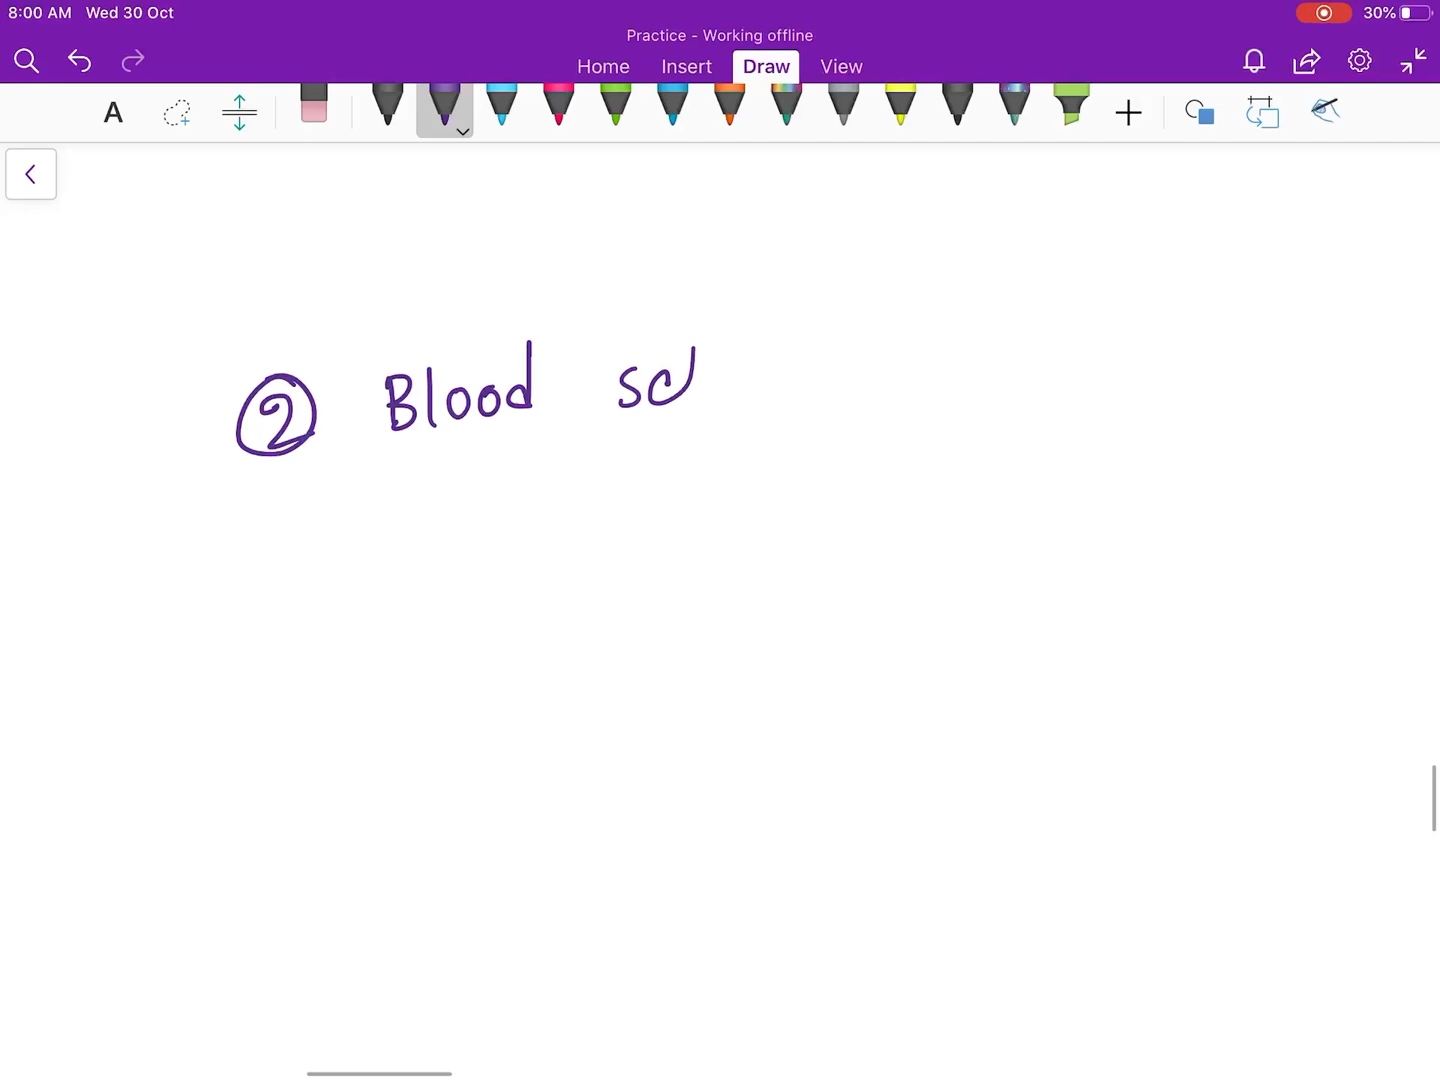 8:00 AM Wed 30 Oct 30%
Practice - Working offline
Home Insert Draw View
A
② Blood